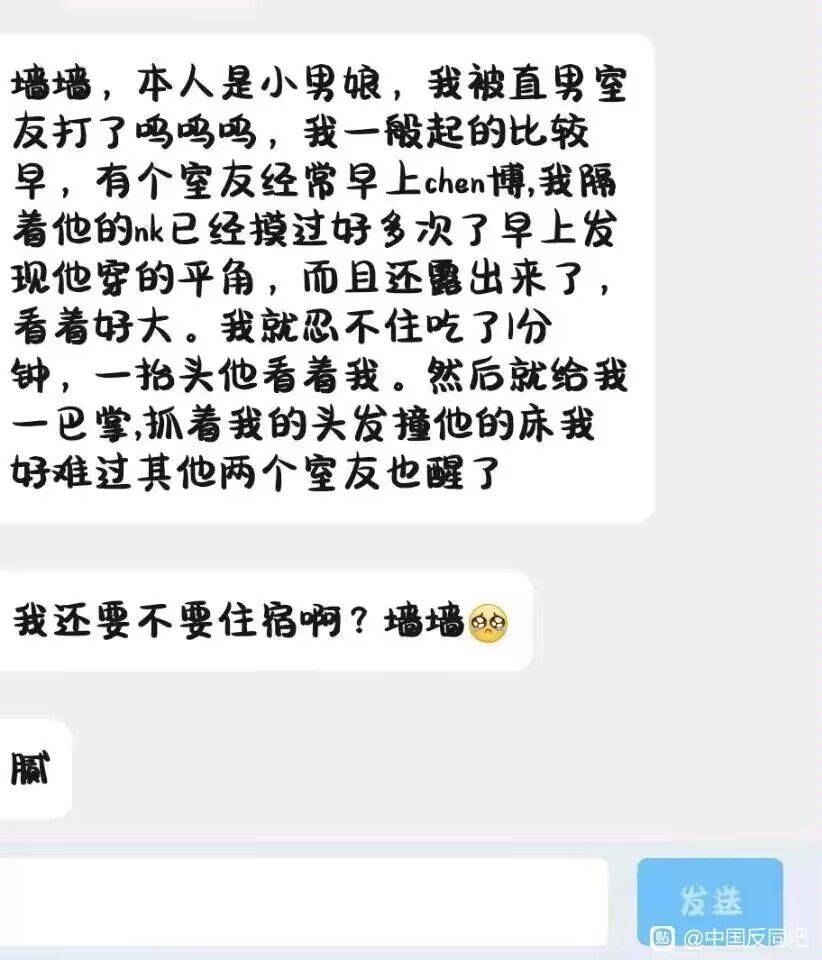 墙墙，本人是小男娘，我被直男室
友打了呜呜呜，我一般起的比较
早，有个室友经常早上chen博,我隔
着他的nk已经摸过好多次了早上发
现他穿的平角，而且还露出来了，
看着好大。我就忍不住吃了1分
钟，一抬头他看着我。然后就给我
一巴掌,抓着我的头发撞他的床我
好难过其他两个室友也醒了
我还要不要住宿啊？墙墙🥺
腻
发送
贴 @中国反同吧